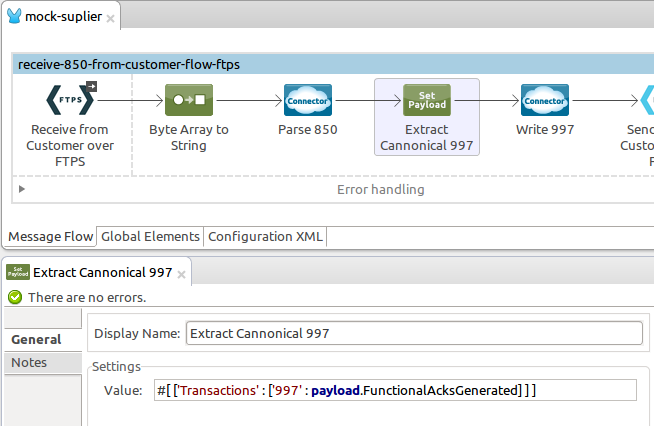 mock-suplier
receive-850-from-customer-flow-ftps
FTPS
Set
Payload
Connector
Connector
Receive from
Customer over
FTPS
Byte Array to
String
Parse 850
Extract
Cannonical 997
Write 997
Send
Custome
F
Error handling
Message Flow
Global Elements
Configuration XML
Set
Payload
Extract Cannonical 997
There are no errors.
General
Notes
Display Name:
Extract Cannonical 997
Settings
Value:
#[['Transactions' : ['997' : payload.FunctionalAcksGenerated]]]